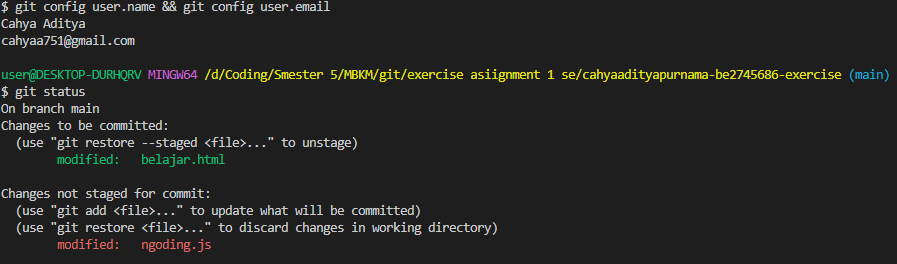 $ git config user.name && git config user.email
Cahya Aditya
cahyaa751@gmail.com
user@DESKTOP-DURHQRV MINGW64 /d/Coding/Smester 5/MBKM/git/exercise asiignment 1 se/cahyaadityapurnama-be2745686-exercise (main)
$ git status
On branch main
Changes to be committed:
  (use "git restore --staged <file>..." to unstage)
        modified:   belajar.html

Changes not staged for commit:
  (use "git add <file>..." to update what will be committed)
  (use "git restore <file>..." to discard changes in working directory)
        modified:   ngoding.js